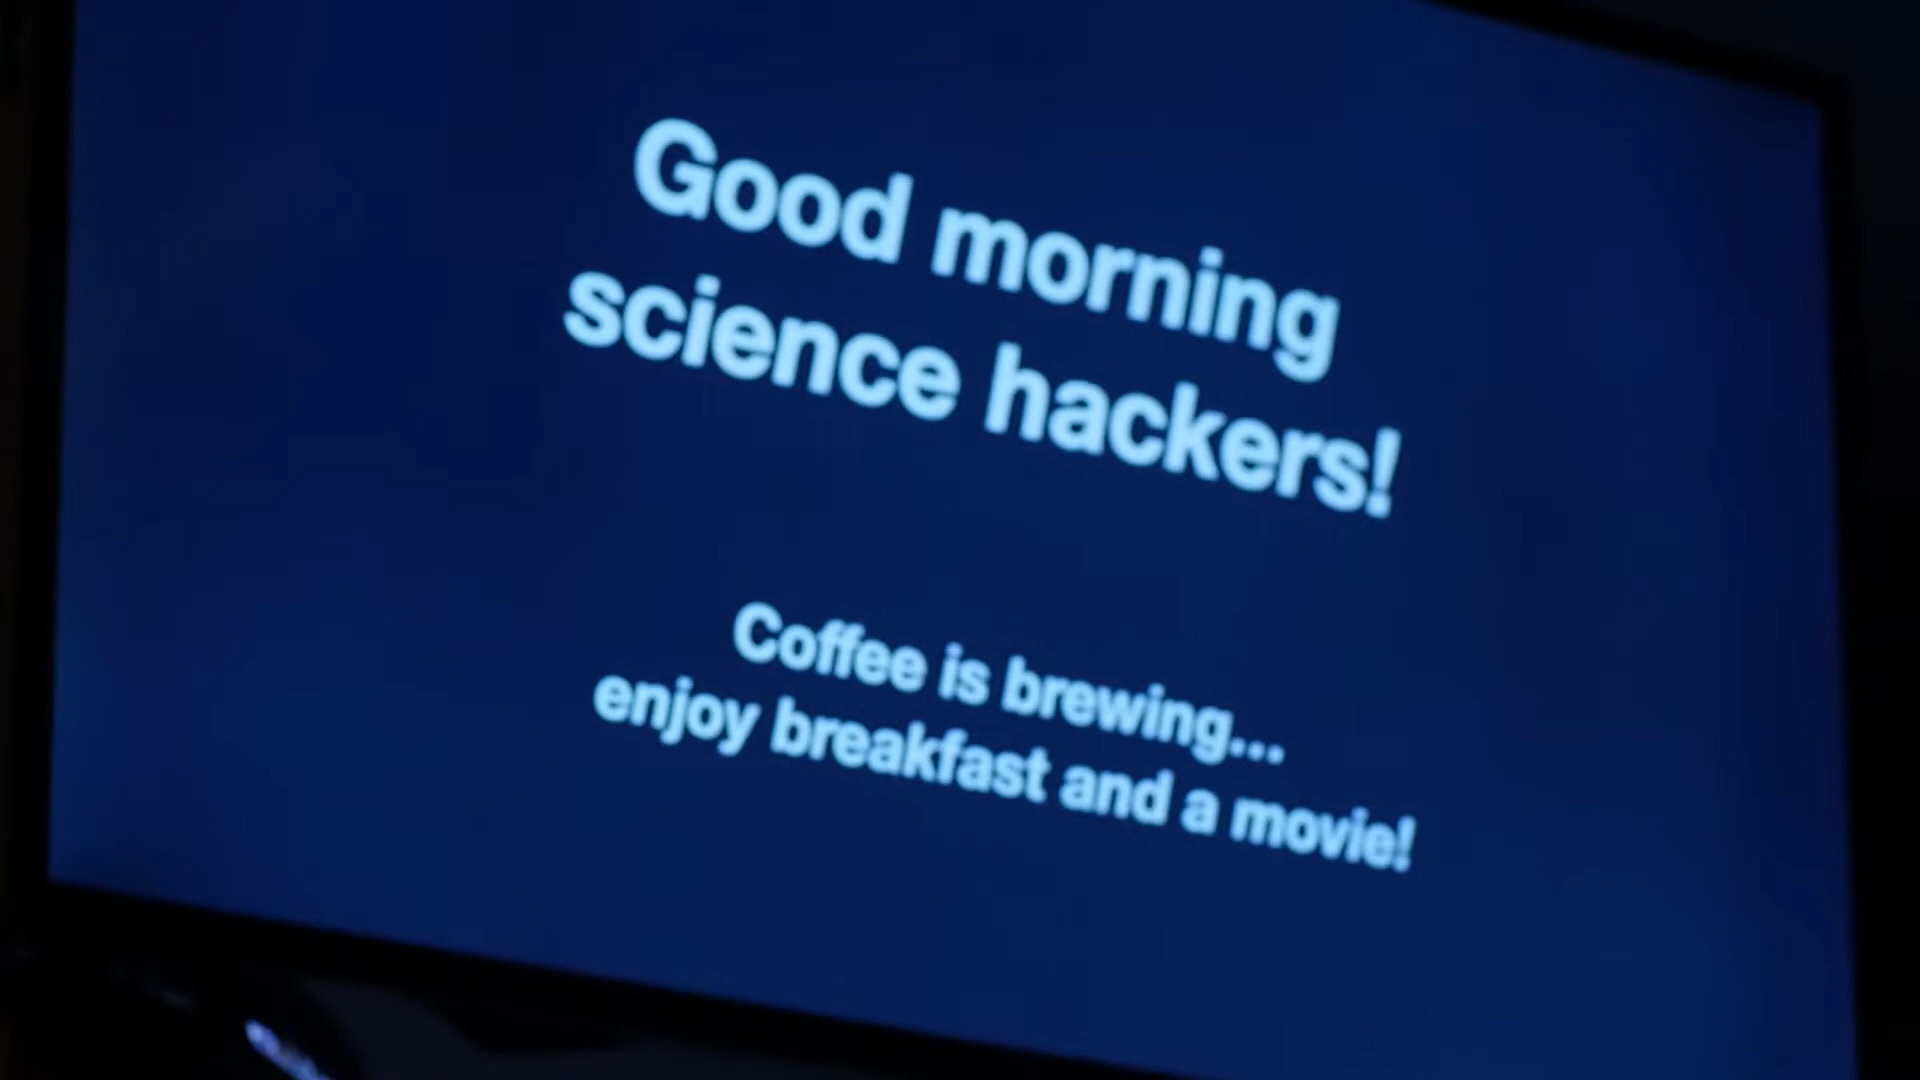 Good morning
science hackers!
Coffee is brewing...
enjoy breakfast and a movie!